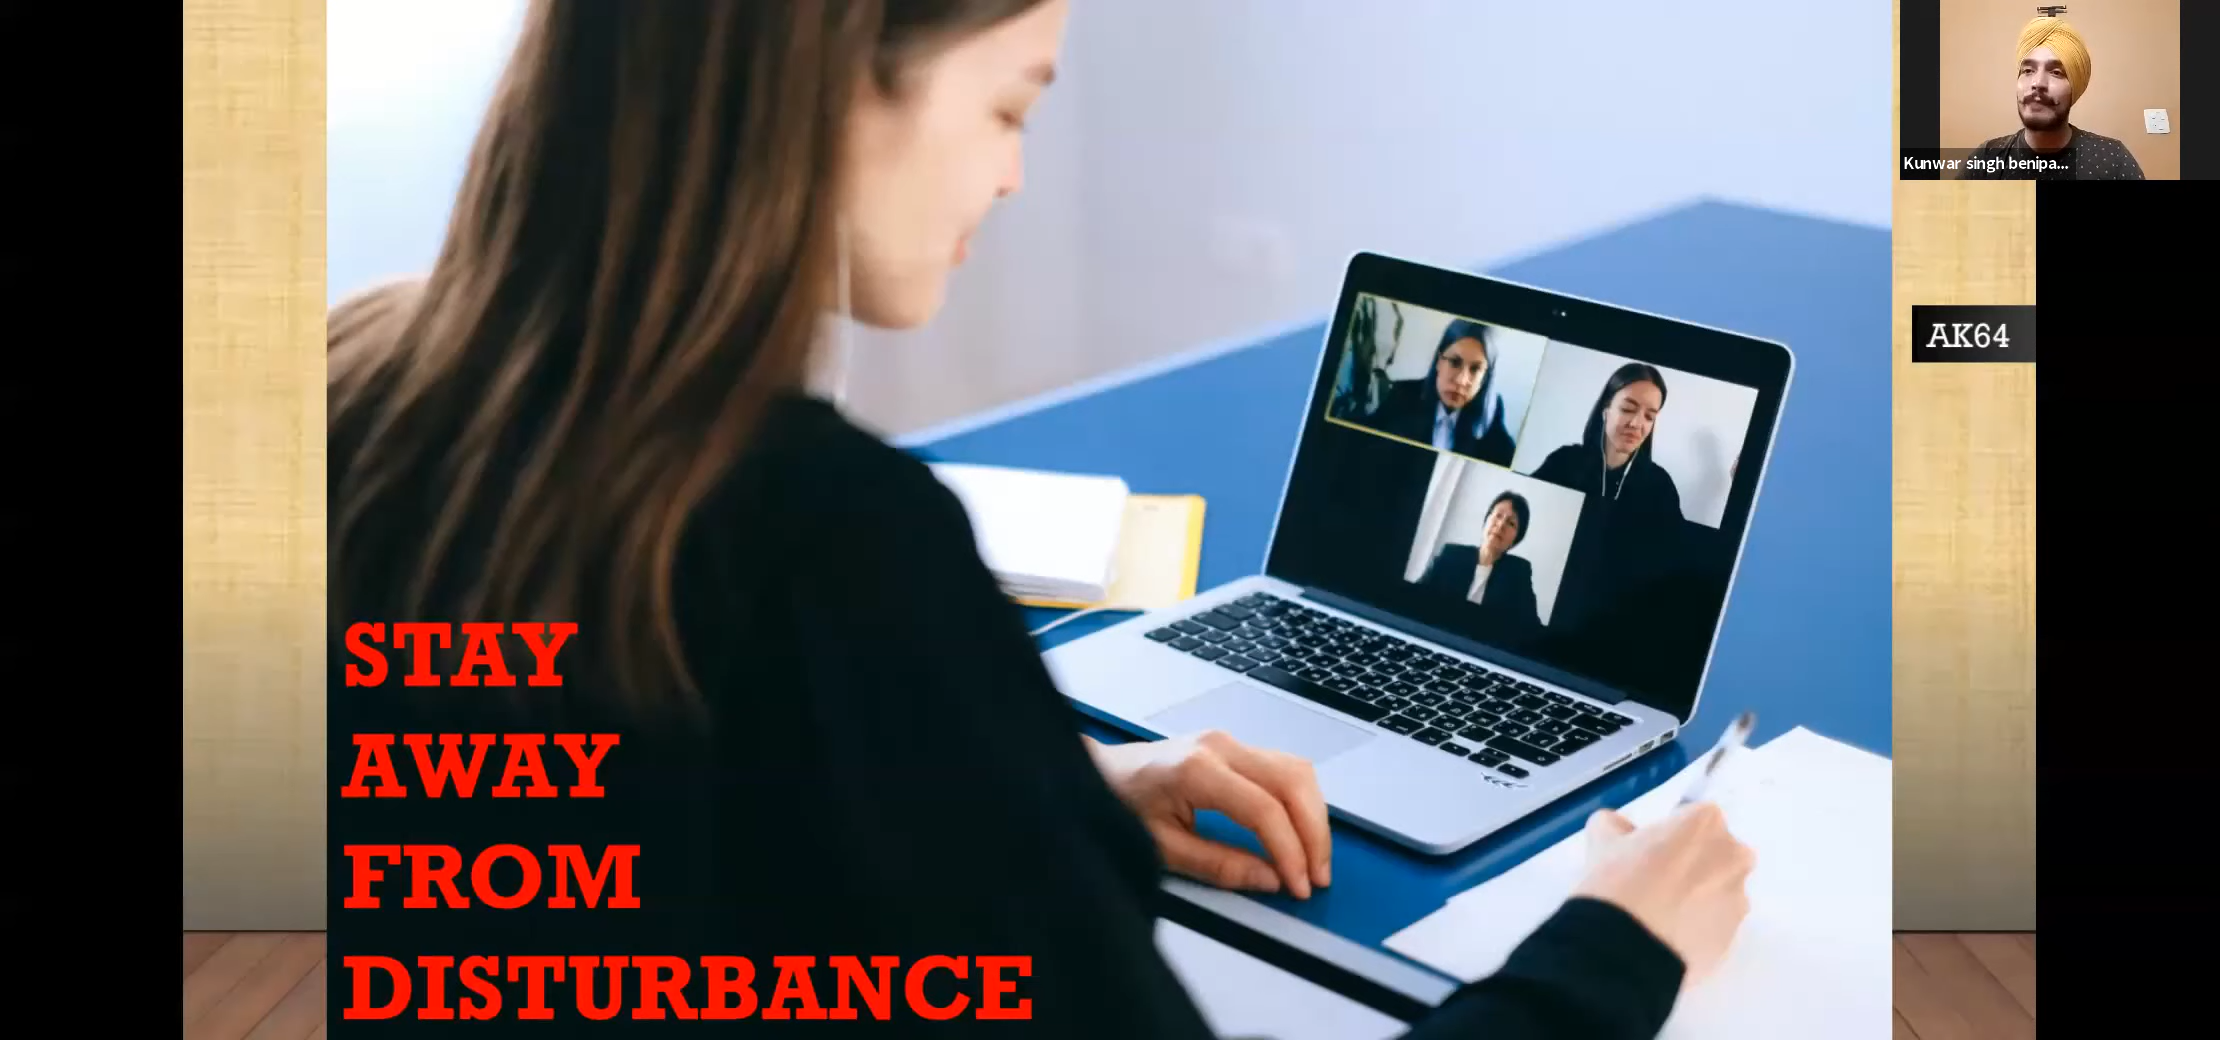 Kunwar singh benipa...
AK64
STAY
AWAY
FROM
DISTURBANCE